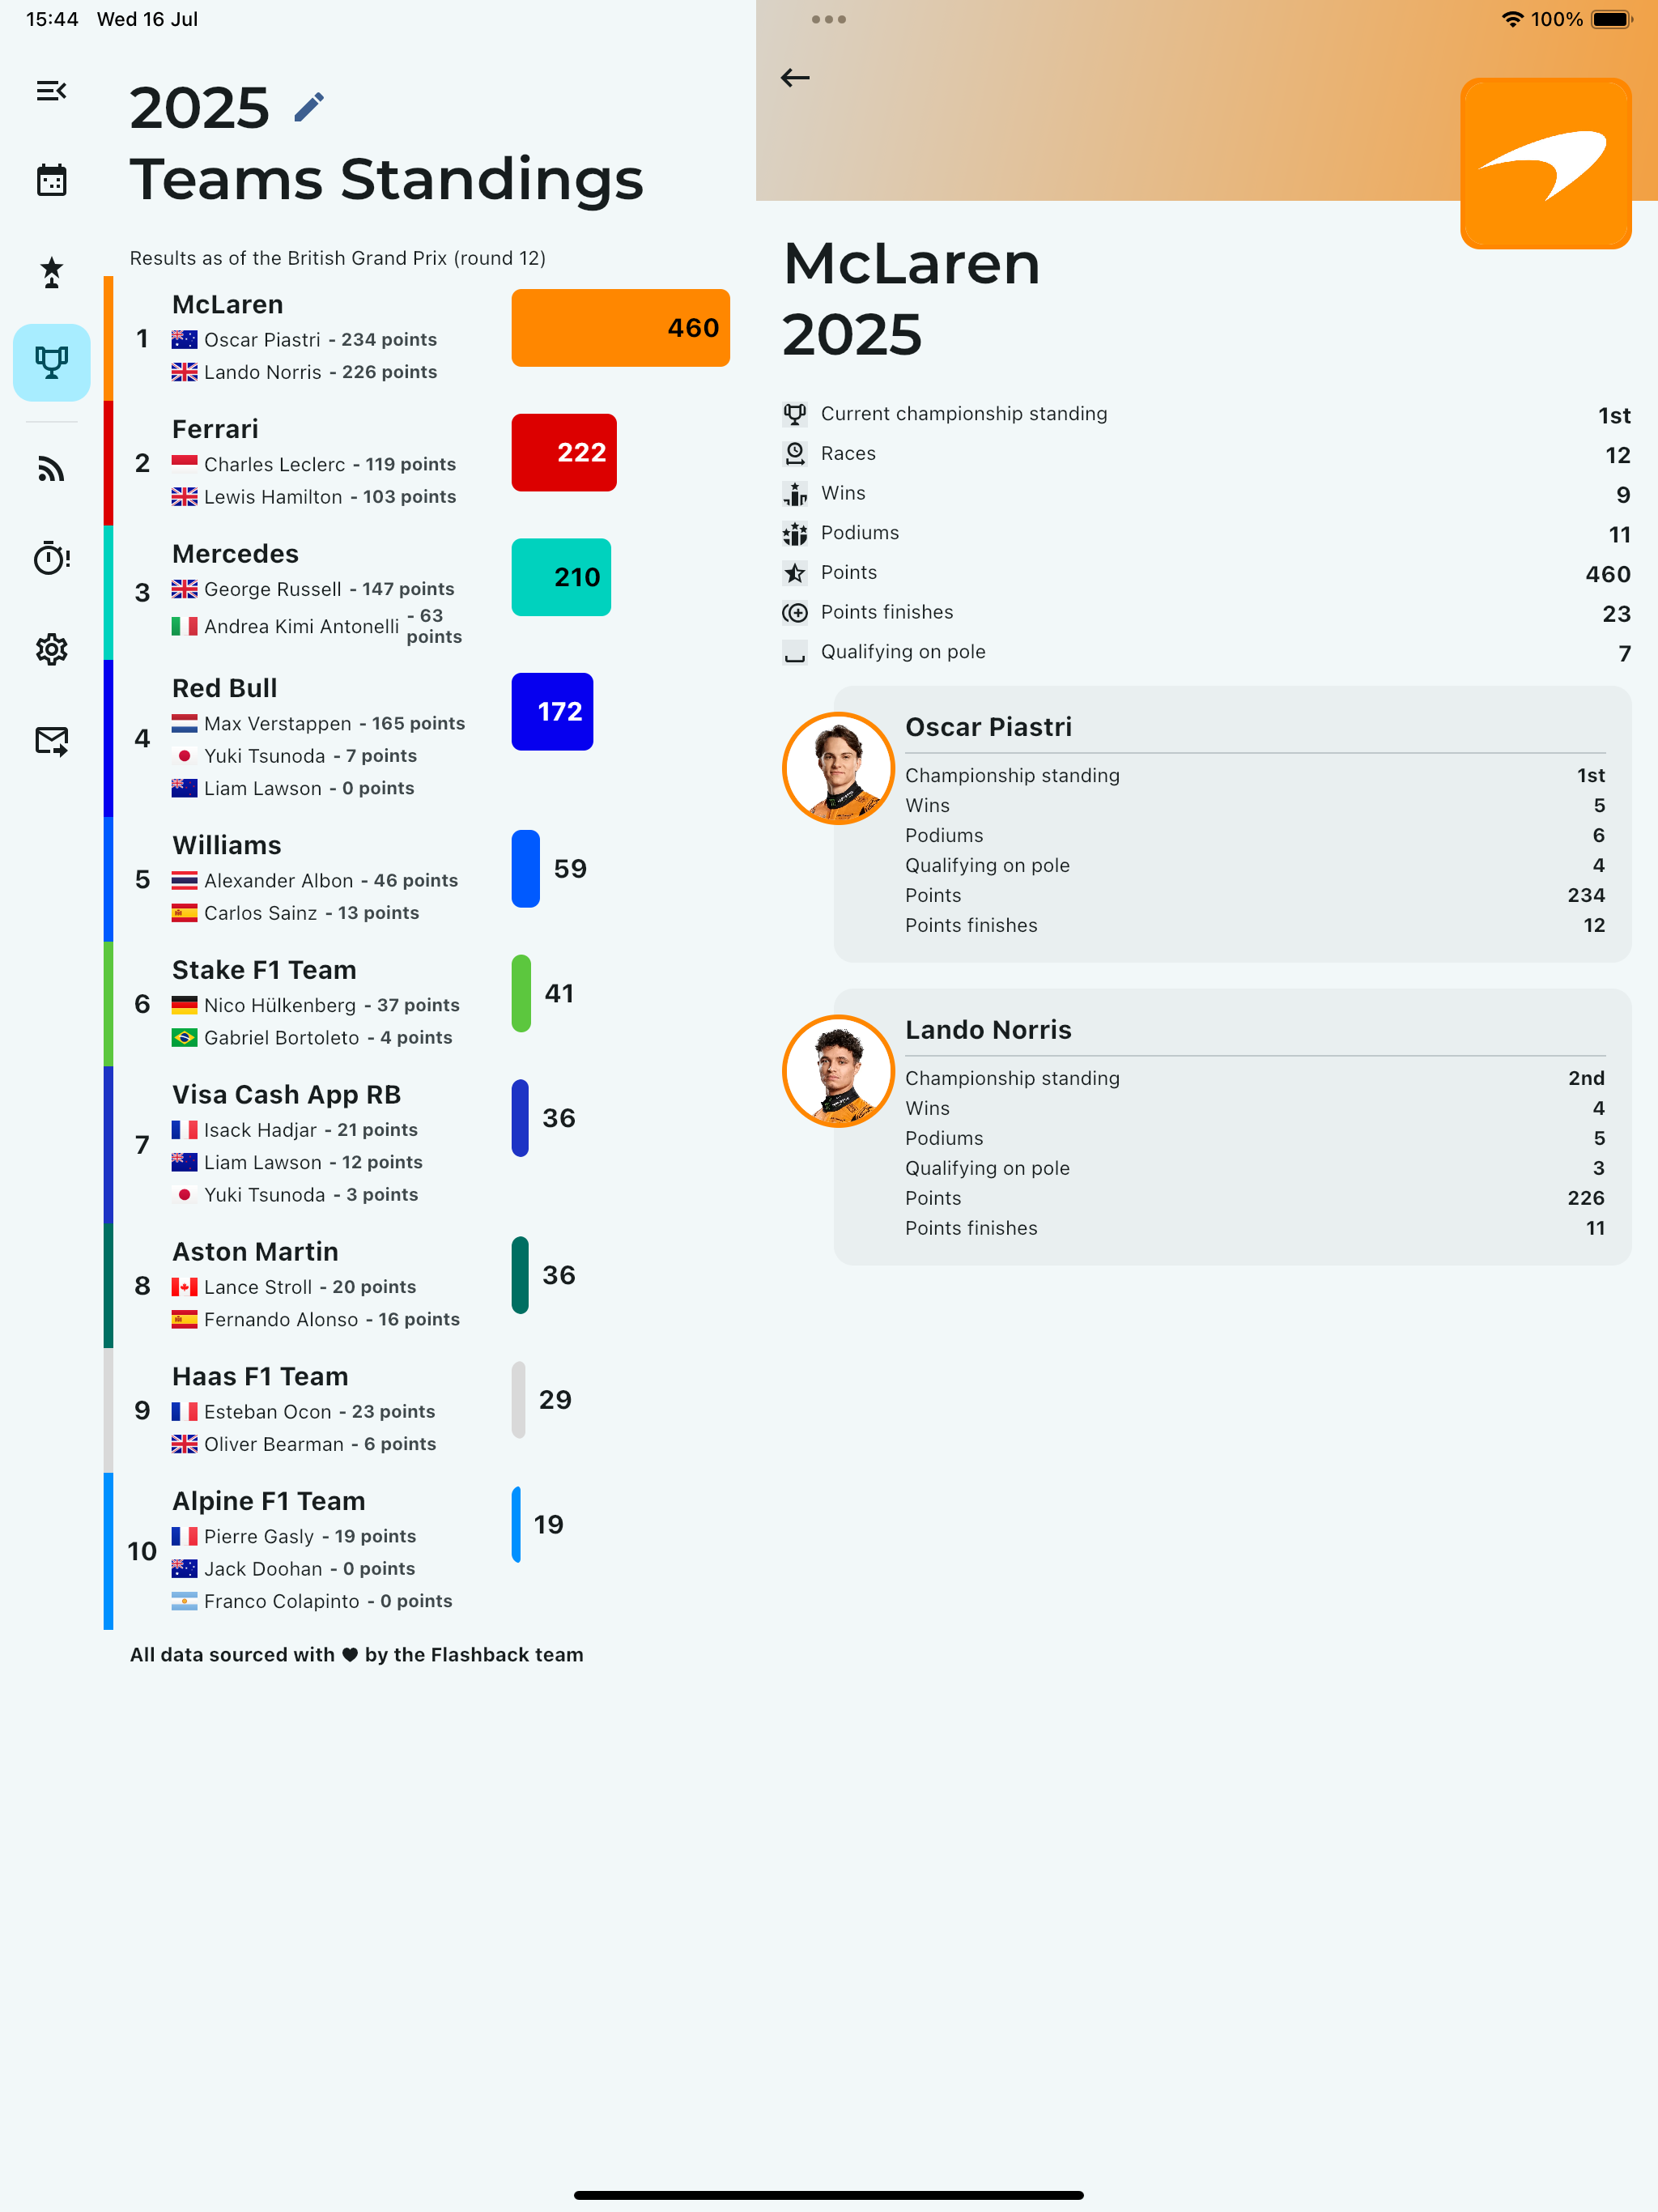 15:44 Wed 16 Jul
100%
2025
Teams Standings
Results as of the British Grand Prix (round 12)
1
McLaren
Oscar Piastri - 234 points
Lando Norris - 226 points
460
2
Ferrari
Charles Leclerc - 119 points
Lewis Hamilton - 103 points
222
3
Mercedes
George Russell - 147 points
Andrea Kimi Antonelli - 63
points
210
4
Red Bull
Max Verstappen - 165 points
Yuki Tsunoda - 7 points
Liam Lawson - 0 points
172
5
Williams
Alexander Albon - 46 points
Carlos Sainz - 13 points
59
6
Stake F1 Team
Nico Hülkenberg - 37 points
Gabriel Bortoleto - 4 points
41
7
Visa Cash App RB
Isack Hadjar - 21 points
Liam Lawson - 12 points
Yuki Tsunoda - 3 points
36
8
Aston Martin
Lance Stroll - 20 points
Fernando Alonso - 16 points
36
9
Haas F1 Team
Esteban Ocon - 23 points
Oliver Bearman - 6 points
29
10
Alpine F1 Team
Pierre Gasly - 19 points
Jack Doohan - 0 points
Franco Colapinto - 0 points
19
All data sourced with ♥ by the Flashback team
McLaren
2025
Current championship standing 1st
Races 12
Wins 9
Podiums 11
Points 460
Points finishes 23
Qualifying on pole 7
Oscar Piastri
Championship standing 1st
Wins 5
Podiums 6
Qualifying on pole 4
Points 234
Points finishes 12
Lando Norris
Championship standing 2nd
Wins 4
Podiums 5
Qualifying on pole 3
Points 226
Points finishes 11